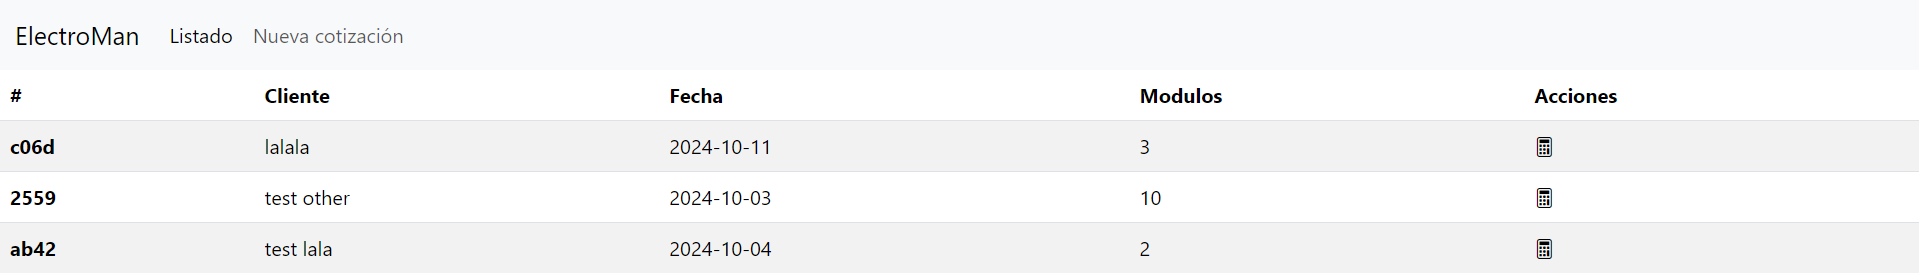 ElectroMan Listado Nueva cotización
# Cliente Fecha Modulos Acciones
c06d lalala 2024-10-11 3
2559 test other 2024-10-03 10
ab42 test lala 2024-10-04 2